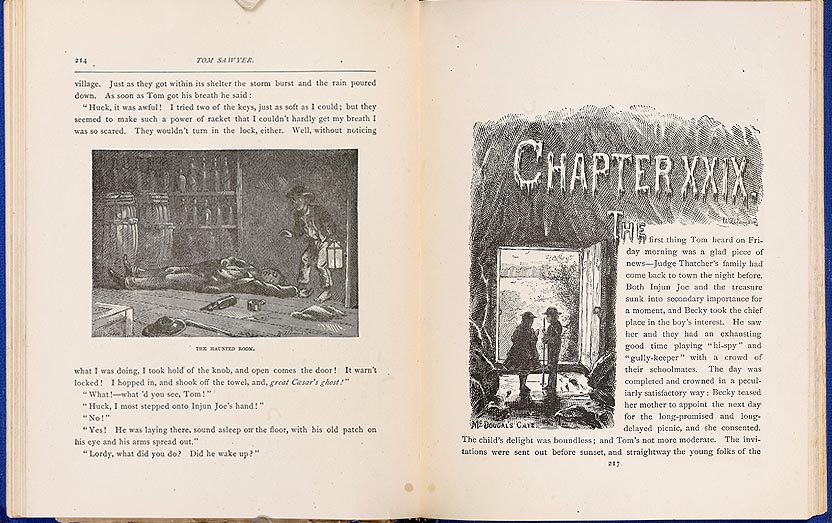 214 TOM SAWYER.
village. Just as they got within its shelter the storm burst and the rain poured
down. As soon as Tom got his breath he said:
"Huck, it was awful! I tried two of the keys, just as soft as I could; but they
seemed to make such a power of racket that I couldn't hardly get my breath I
was so scared. They wouldn't turn in the lock, either. Well, without noticing
THE HAUNTED ROOM.
what I was doing, I took hold of the knob, and open comes the door! It warn't
locked! I hopped in, and shook off the towel, and, great Cæsar's ghost!"
"What!—what 'd you see, Tom!"
"Huck, I most stepped onto Injun Joe's hand!"
"No!"
"Yes! He was laying there, sound asleep on the floor, with his old patch on
his eye and his arms spread out."
"Lordy, what did you do? Did he wake up?"
CHAPTER XXIX.
THE first thing Tom heard on Fri-
day morning was a glad piece of
news—Judge Thatcher's family had
come back to town the night before.
Both Injun Joe and the treasure
sunk into secondary importance for
a moment, and Becky took the chief
place in the boy's interest. He saw
her and they had an exhausting
good time playing "hi-spy" and
"gully-keeper" with a crowd of
their schoolmates. The day was
completed and crowned in a pecul-
iarly satisfactory way: Becky teased
her mother to appoint the next day
for the long-promised and long-
delayed picnic, and she consented.
McDOUGAL'S CAVE.
The child's delight was boundless; and Tom's not more moderate. The invi-
tations were sent out before sunset, and straightway the young folks of the
217